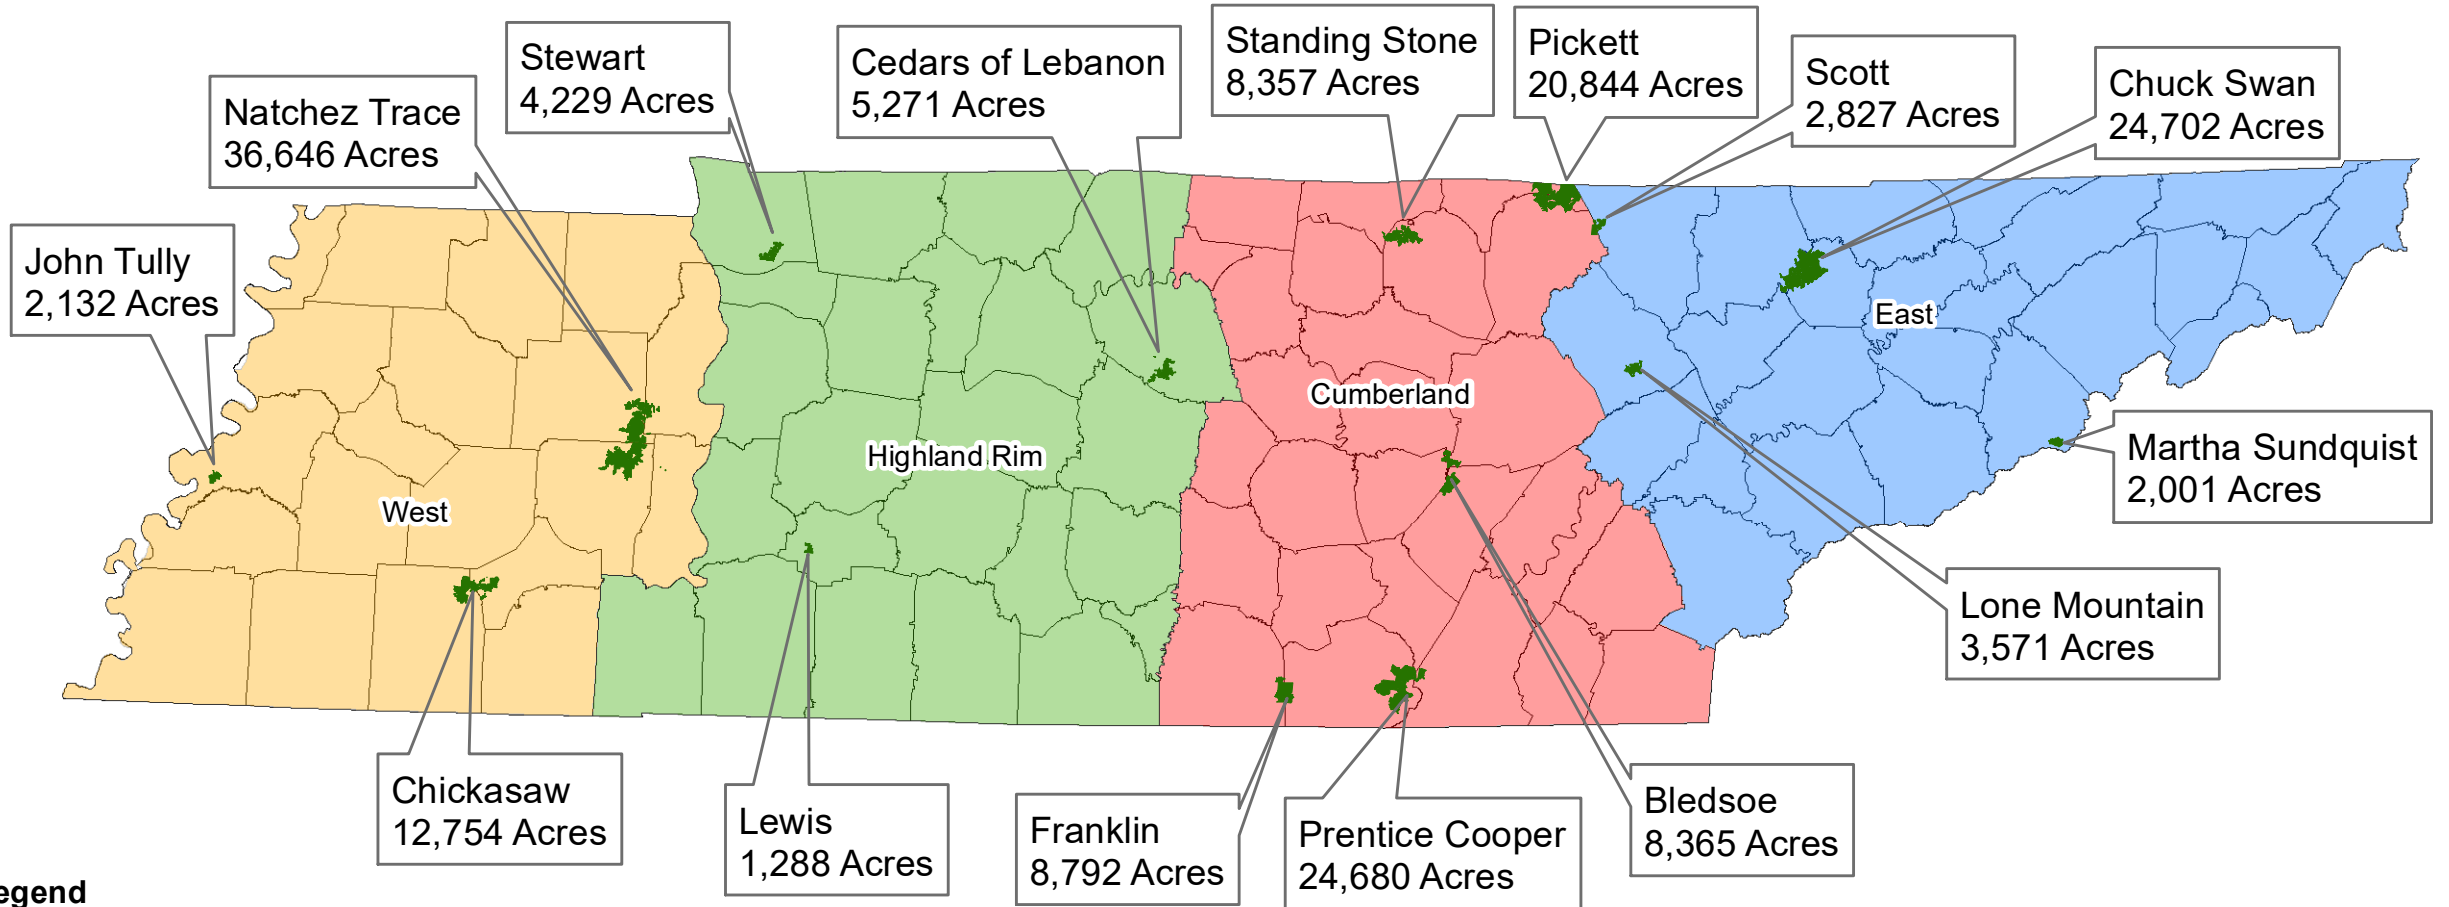 Stewart
4,229 Acres
Cedars of Lebanon
5,271 Acres
Standing Stone
8,357 Acres
Pickett
20,844 Acres
Scott
2,827 Acres
Chuck Swan
24,702 Acres
Natchez Trace
36,646 Acres
John Tully
2,132 Acres
East
Cumberland
Highland Rim
West
Martha Sundquist
2,001 Acres
Lone Mountain
3,571 Acres
Chickasaw
12,754 Acres
Lewis
1,288 Acres
Franklin
8,792 Acres
Prentice Cooper
24,680 Acres
Bledsoe
8,365 Acres
egend